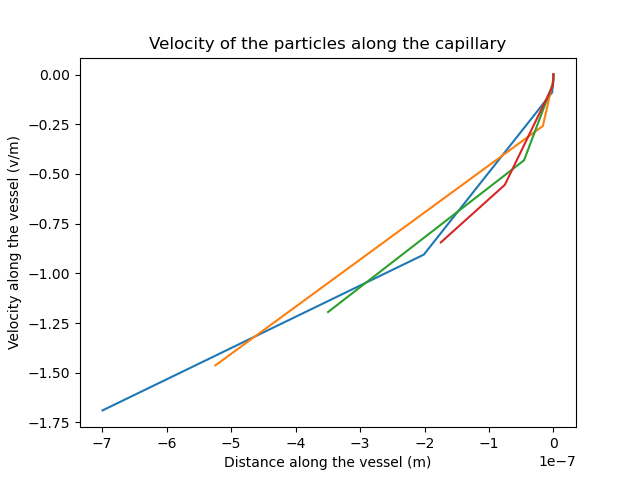 Velocity of the particles along the capillary
Velocity along the vessel (v/m)
0.00
−0.25
−0.50
−0.75
−1.00
−1.25
−1.50
−1.75
−7 −6 −5 −4 −3 −2 −1 0
1e−7
Distance along the vessel (m)